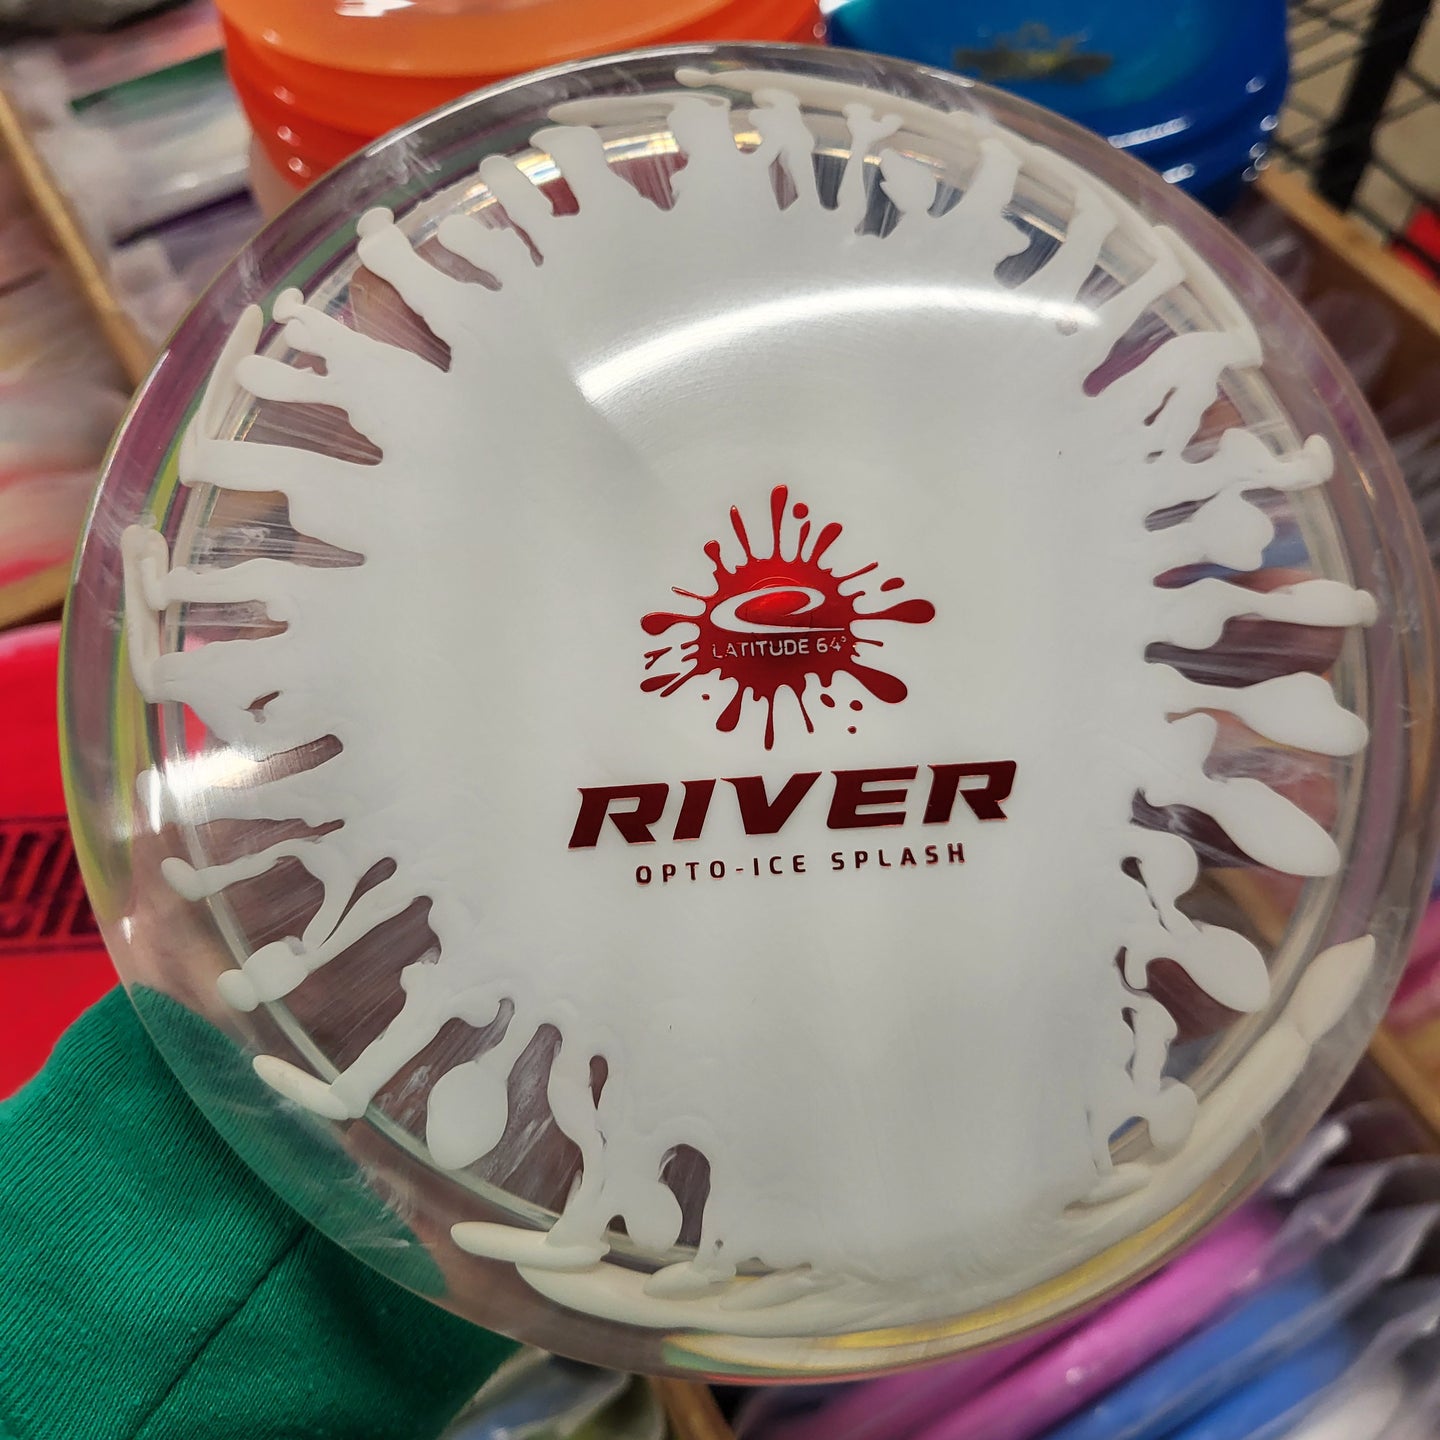 LATITUDE 64°
RIVER
OPTO-ICE SPLASH